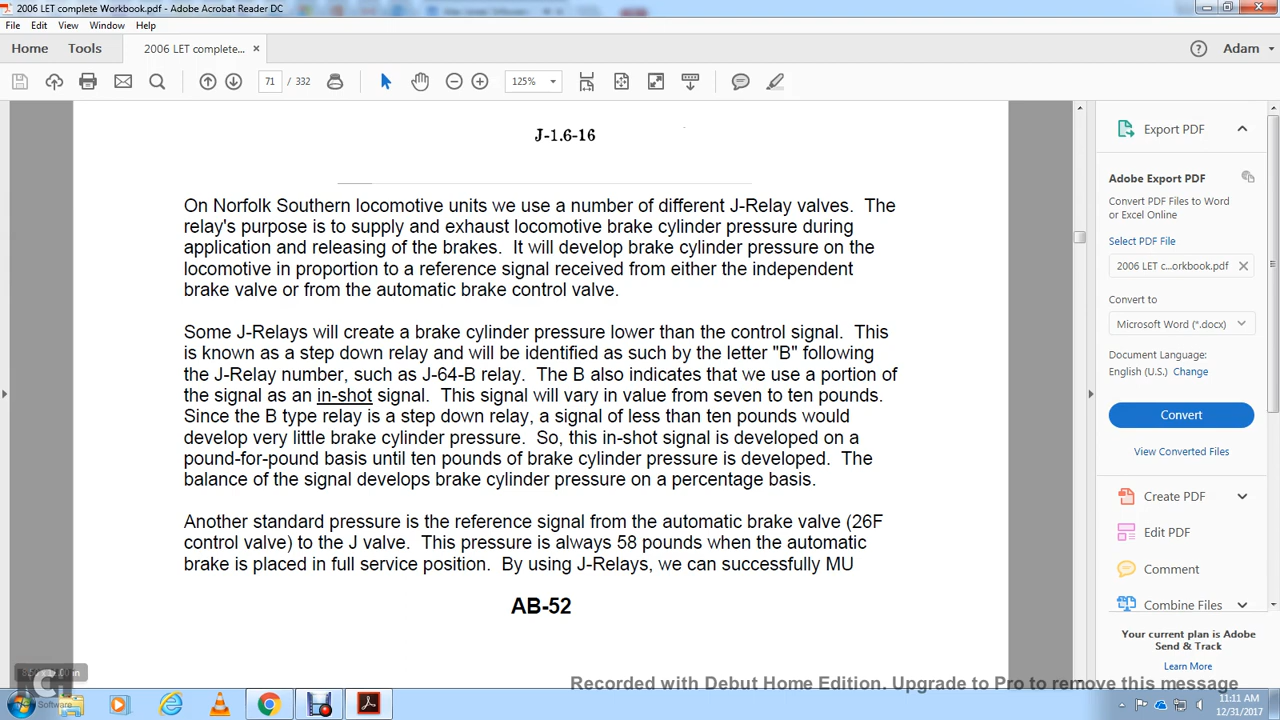 2006 LET complete Workbook.pdf - Adobe Acrobat Reader DC
File Edit View Window Help
Home Tools 2006 LET complete... × Adam
71 / 332 125%
J-1.6-16
On Norfolk Southern locomotive units we use a number of different J-Relay valves. The
relay's purpose is to supply and exhaust locomotive brake cylinder pressure during
application and releasing of the brakes. It will develop brake cylinder pressure on the
locomotive in proportion to a reference signal received from either the independent
brake valve or from the automatic brake control valve.
Some J-Relays will create a brake cylinder pressure lower than the control signal. This
is known as a step down relay and will be identified as such by the letter "B" following
the J-Relay number, such as J-64-B relay. The B also indicates that we use a portion of
the signal as an in-shot signal. This signal will vary in value from seven to ten pounds.
Since the B type relay is a step down relay, a signal of less than ten pounds would
develop very little brake cylinder pressure. So, this in-shot signal is developed on a
pound-for-pound basis until ten pounds of brake cylinder pressure is developed. The
balance of the signal develops brake cylinder pressure on a percentage basis.
Another standard pressure is the reference signal from the automatic brake valve (26F
control valve) to the J valve. This pressure is always 58 pounds when the automatic
brake is placed in full service position. By using J-Relays, we can successfully MU
AB-52
Export PDF
Adobe Export PDF
Convert PDF Files to Word
or Excel Online
Select PDF File
2006 LET c...orkbook.pdf
Convert to
Microsoft Word (*.docx)
Document Language:
English (U.S.) Change
Convert
View Converted Files
Create PDF
Edit PDF
Comment
Combine Files
Your current plan is Adobe
Send & Track
Learn More
Recorded with Debut Home Edition. Upgrade to Pro to remove this message
Software
11:11 AM
12/31/2017